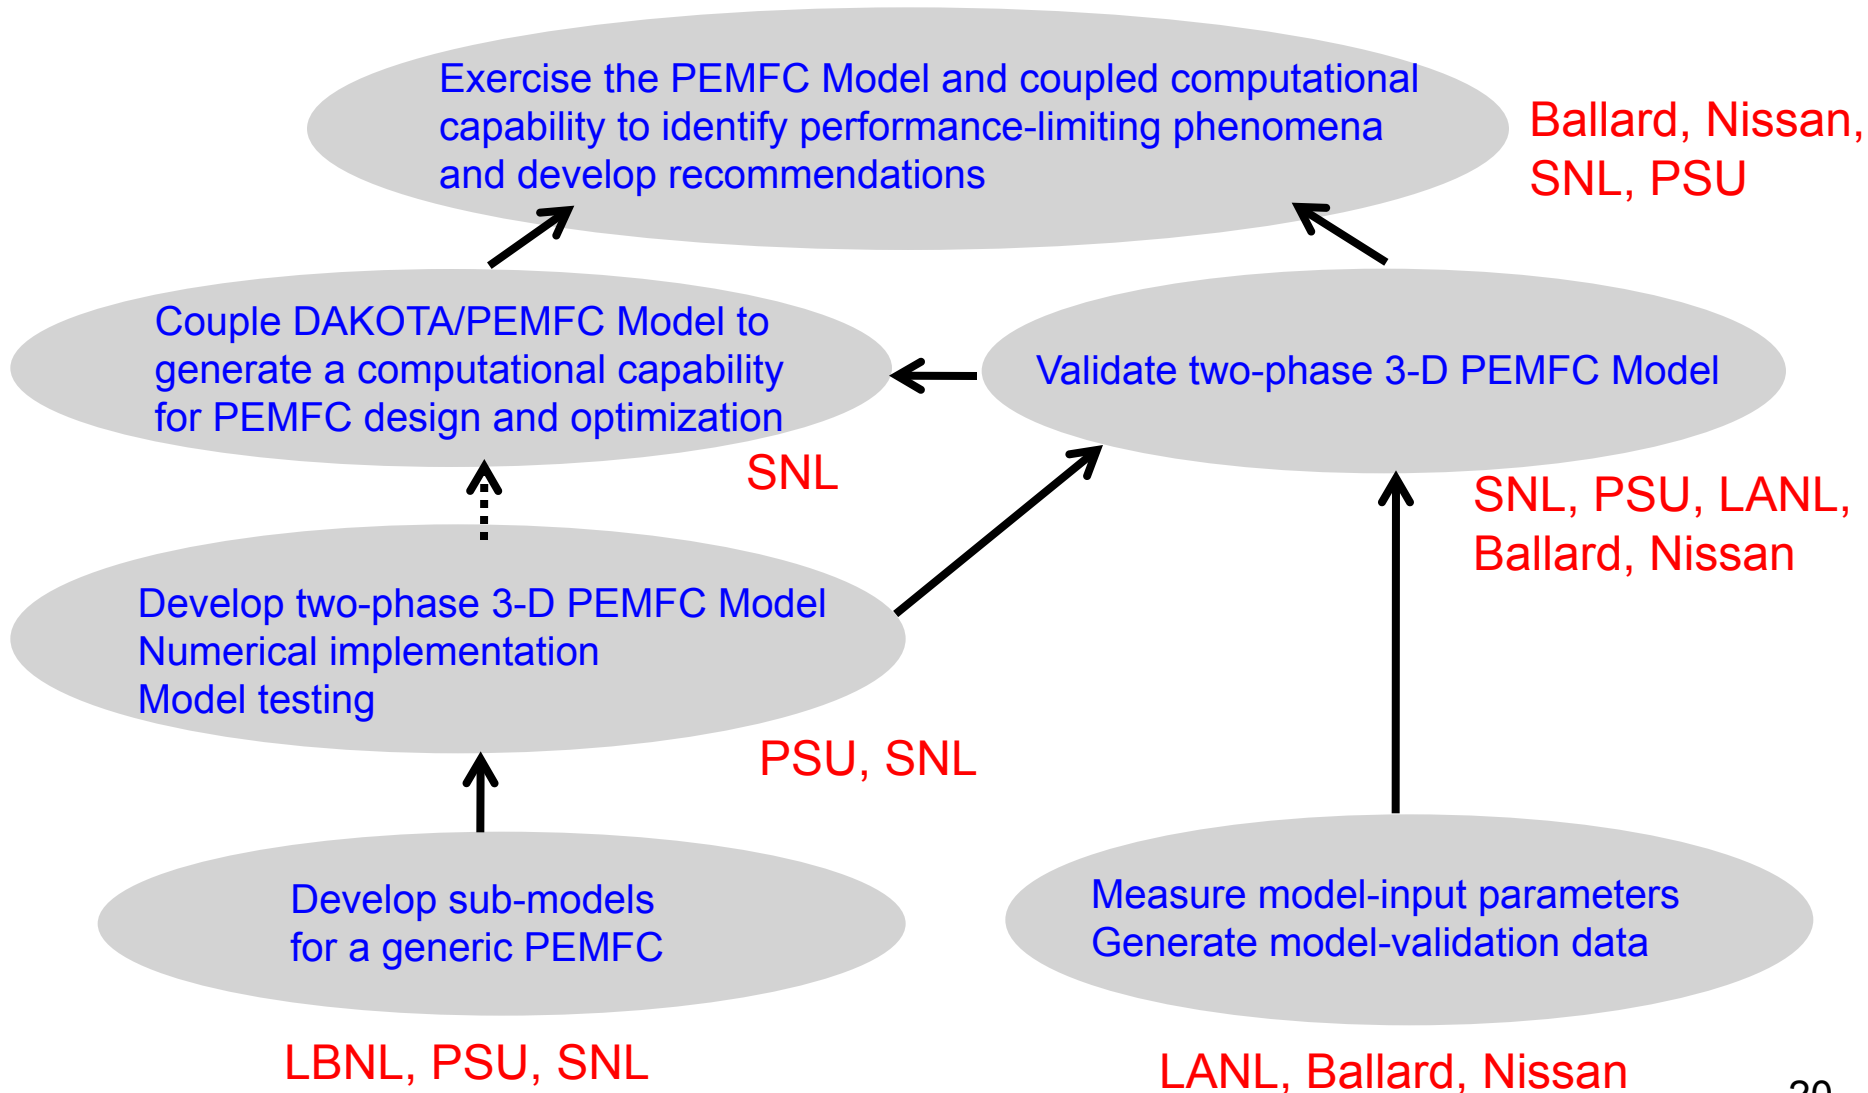 Exercise the PEMFC Model and coupled computational
capability to identify performance-limiting phenomena
and develop recommendations
Ballard, Nissan,
SNL, PSU
Couple DAKOTA/PEMFC Model to
generate a computational capability
for PEMFC design and optimization
SNL
Validate two-phase 3-D PEMFC Model
SNL, PSU, LANL,
Ballard, Nissan
Develop two-phase 3-D PEMFC Model
Numerical implementation
Model testing
PSU, SNL
Develop sub-models
for a generic PEMFC
LBNL, PSU, SNL
Measure model-input parameters
Generate model-validation data
LANL, Ballard, Nissan
20